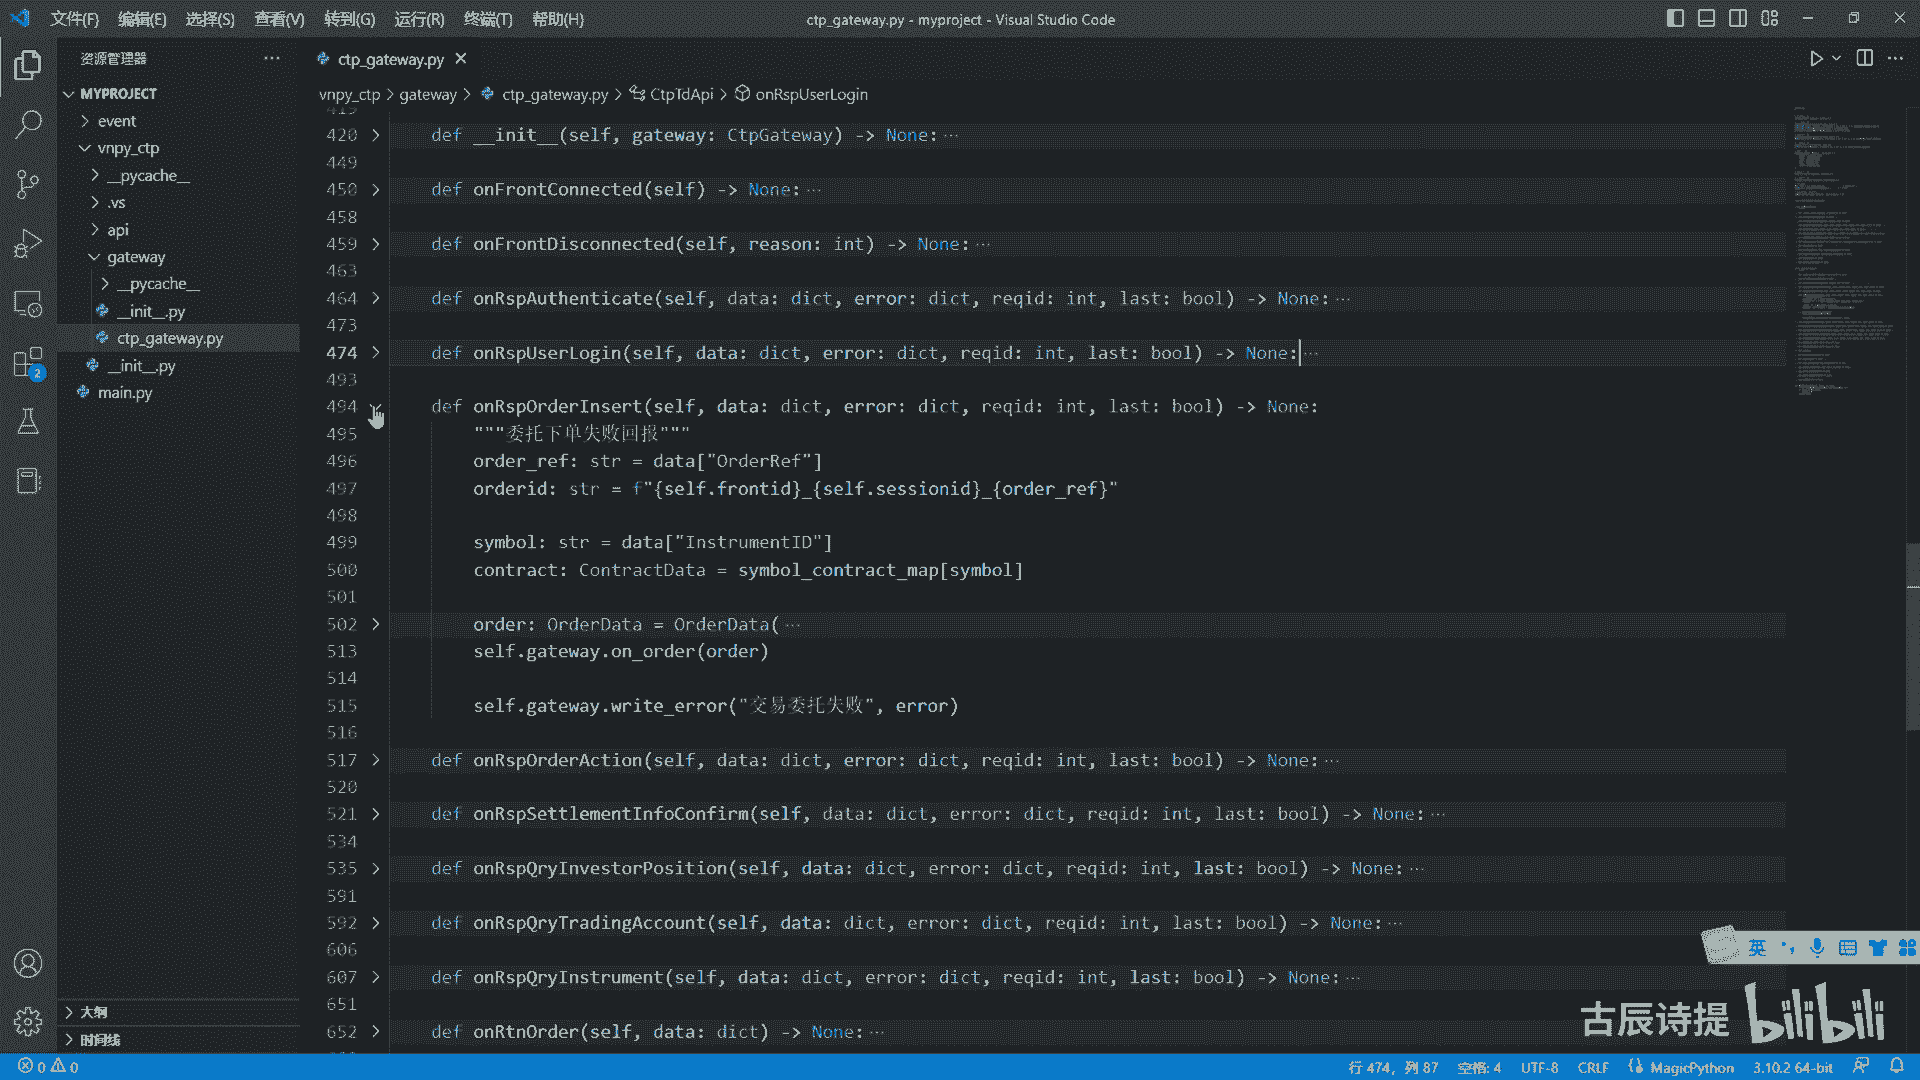 文件(F) 编辑(E) 选择(S) 查看(V) 转到(G) 运行(R) 终端(T) 帮助(H)
ctp_gateway.py - myproject - Visual Studio Code
资源管理器
MYPROJECT
event
vnpy_ctp
__pycache__
.vs
api
gateway
__pycache__
__init__.py
ctp_gateway.py
__init__.py
main.py
大纲
时间线
2
ctp_gateway.py
vnpy_ctp > gateway > ctp_gateway.py > CtpTdApi > onRspUserLogin
419
420 def __init__(self, gateway: CtpGateway) -> None:···
449
450 def onFrontConnected(self) -> None:···
458
459 def onFrontDisconnected(self, reason: int) -> None:···
463
464 def onRspAuthenticate(self, data: dict, error: dict, reqid: int, last: bool) -> None:···
473
474 def onRspUserLogin(self, data: dict, error: dict, reqid: int, last: bool) -> None:···
493
494 def onRspOrderInsert(self, data: dict, error: dict, reqid: int, last: bool) -> None:
495 """委托下单失败回报"""
496 order_ref: str = data["OrderRef"]
497 orderid: str = f"{self.frontid}_{self.sessionid}_{order_ref}"
498
499 symbol: str = data["InstrumentID"]
500 contract: ContractData = symbol_contract_map[symbol]
501
502 order: OrderData = OrderData(···
513 self.gateway.on_order(order)
514
515 self.gateway.write_error("交易委托失败", error)
516
517 def onRspOrderAction(self, data: dict, error: dict, reqid: int, last: bool) -> None:···
520
521 def onRspSettlementInfoConfirm(self, data: dict, error: dict, reqid: int, last: bool) -> None:···
534
535 def onRspQryInvestorPosition(self, data: dict, error: dict, reqid: int, last: bool) -> None:···
591
592 def onRspQryTradingAccount(self, data: dict, error: dict, reqid: int, last: bool) -> None:···
606
607 def onRspQryInstrument(self, data: dict, error: dict, reqid: int, last: bool) -> None:···
651
652 def onRtnOrder(self, data: dict) -> None:···
英
古辰诗提 bilibili
0 0
行 474，列 87 空格: 4 UTF-8 CRLF MagicPython 3.10.2 64-bit